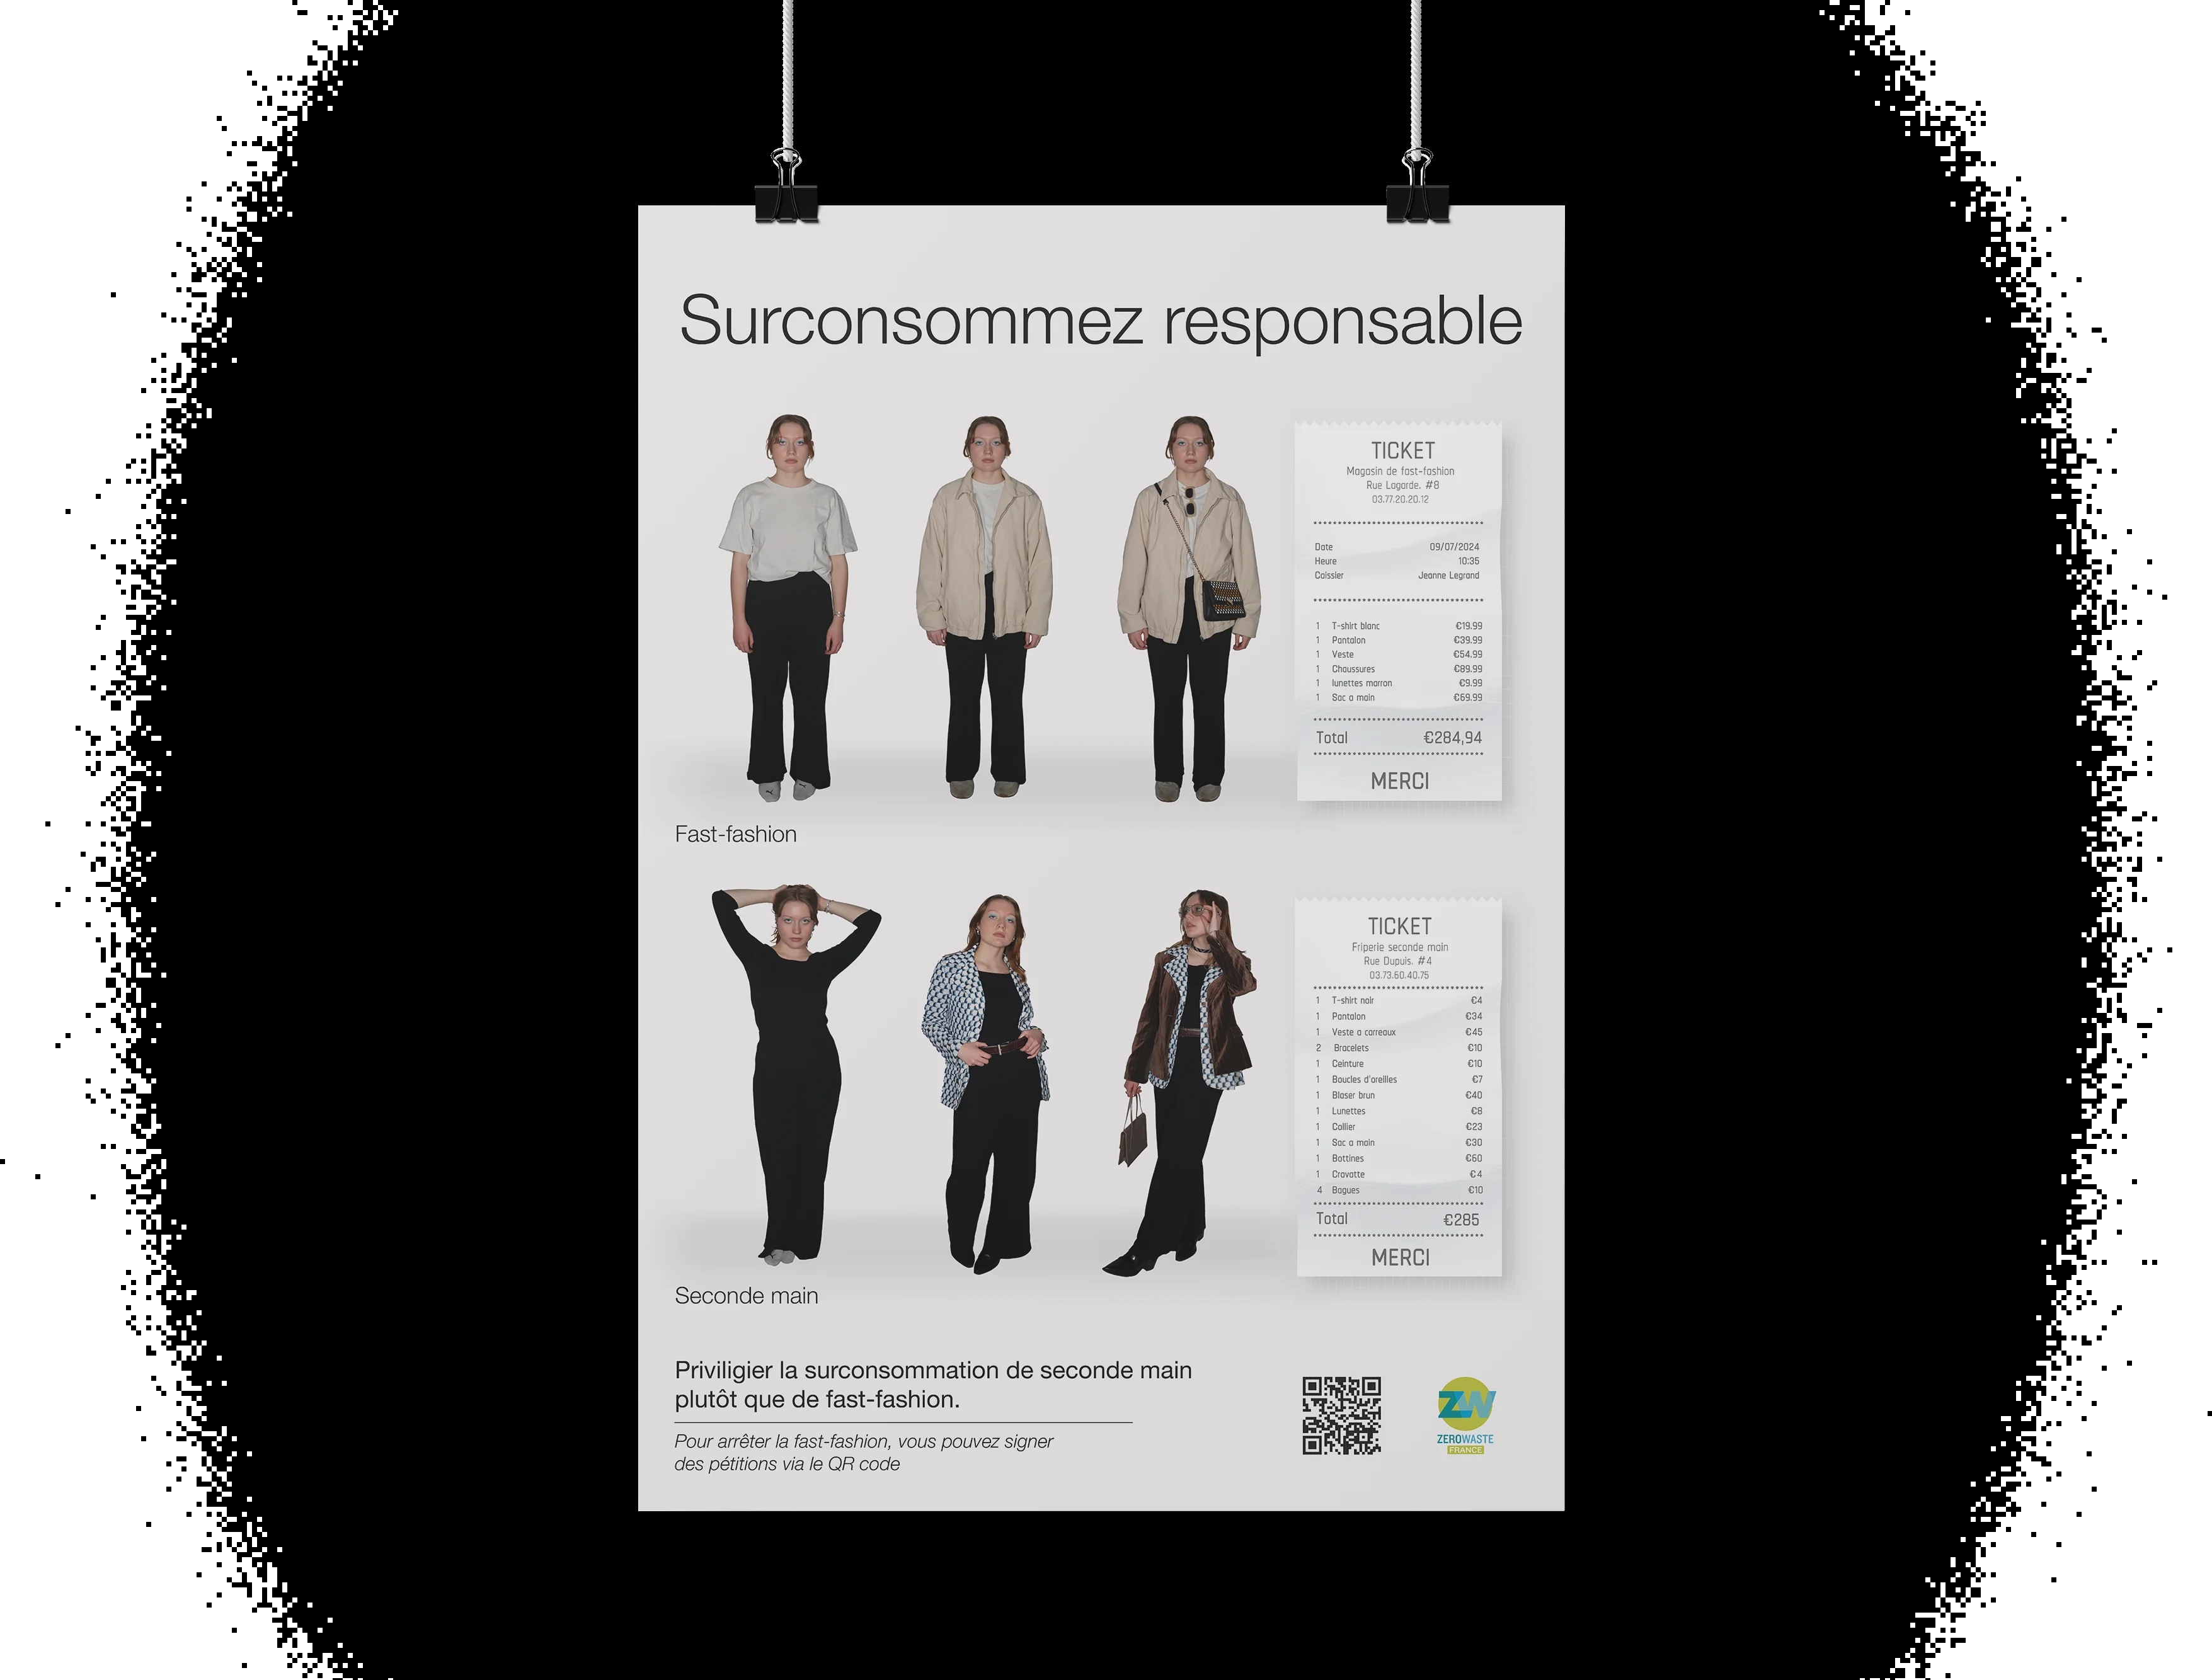 Surconsommez responsable
TICKET
Magasin de fast-fashion
Rue Lagarde. #8
03.77.20.20.12
Date 09/07/2024
Heure 10:35
Caissier Jeanne Legrand
1 T-shirt blanc €19.99
1 Pantalon €39.99
1 Veste €54.99
1 Chaussures €89.99
1 lunettes marron €9.99
1 Sac a main €69.99
Total €284,94
MERCI
Fast-fashion
TICKET
Friperie seconde main
Rue Dupuis. #4
03.73.60.40.75
1 T-shirt noir €4
1 Pantalon €34
1 Veste a carreaux €45
2 Bracelets €10
1 Ceinture €10
1 Boucles d'oreilles €7
1 Blaser brun €40
1 Lunettes €8
1 Collier €23
1 Sac a main €30
1 Bottines €60
1 Cravatte €4
4 Bagues €10
Total €285
MERCI
Seconde main
Priviligier la surconsommation de seconde main
plutôt que de fast-fashion.
Pour arrêter la fast-fashion, vous pouvez signer
des pétitions via le QR code
ZW
ZEROWASTE
FRANCE